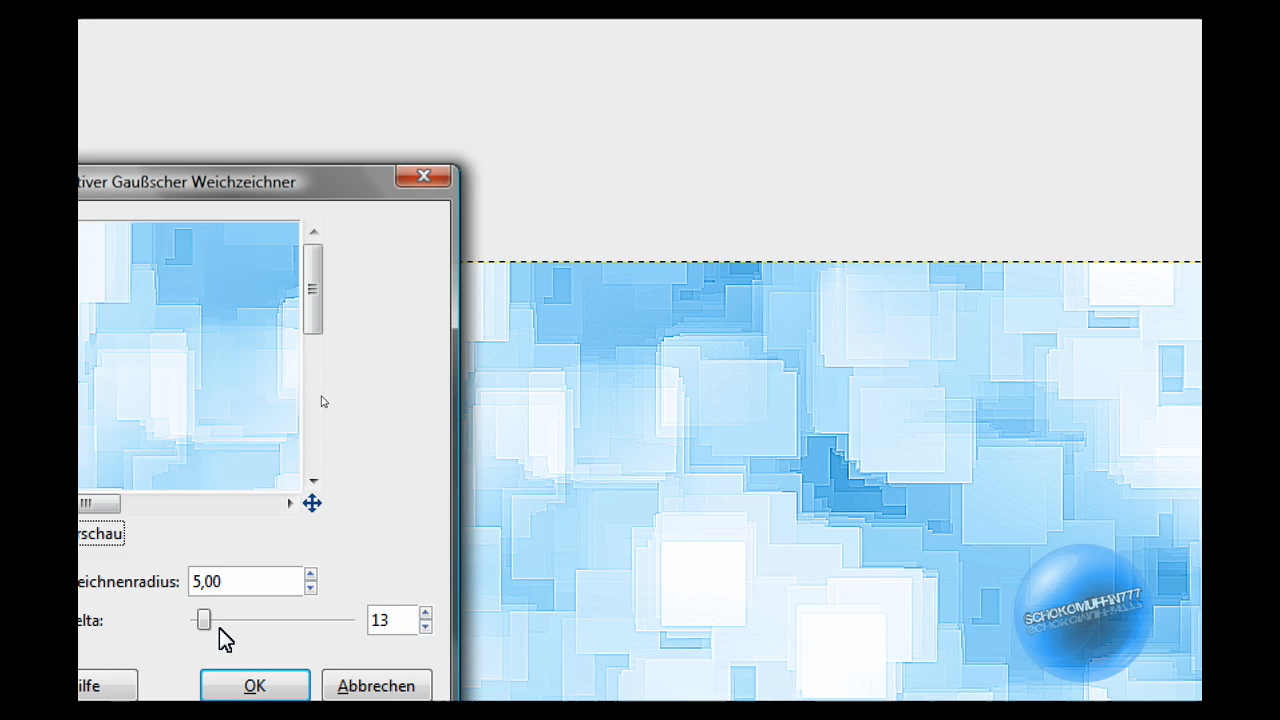 tiver Gaußscher Weichzeichner
rschau
eichnenradius: 5,00
elta: 13
ilfe OK Abbrechen
SCHOKOMUFFIN777